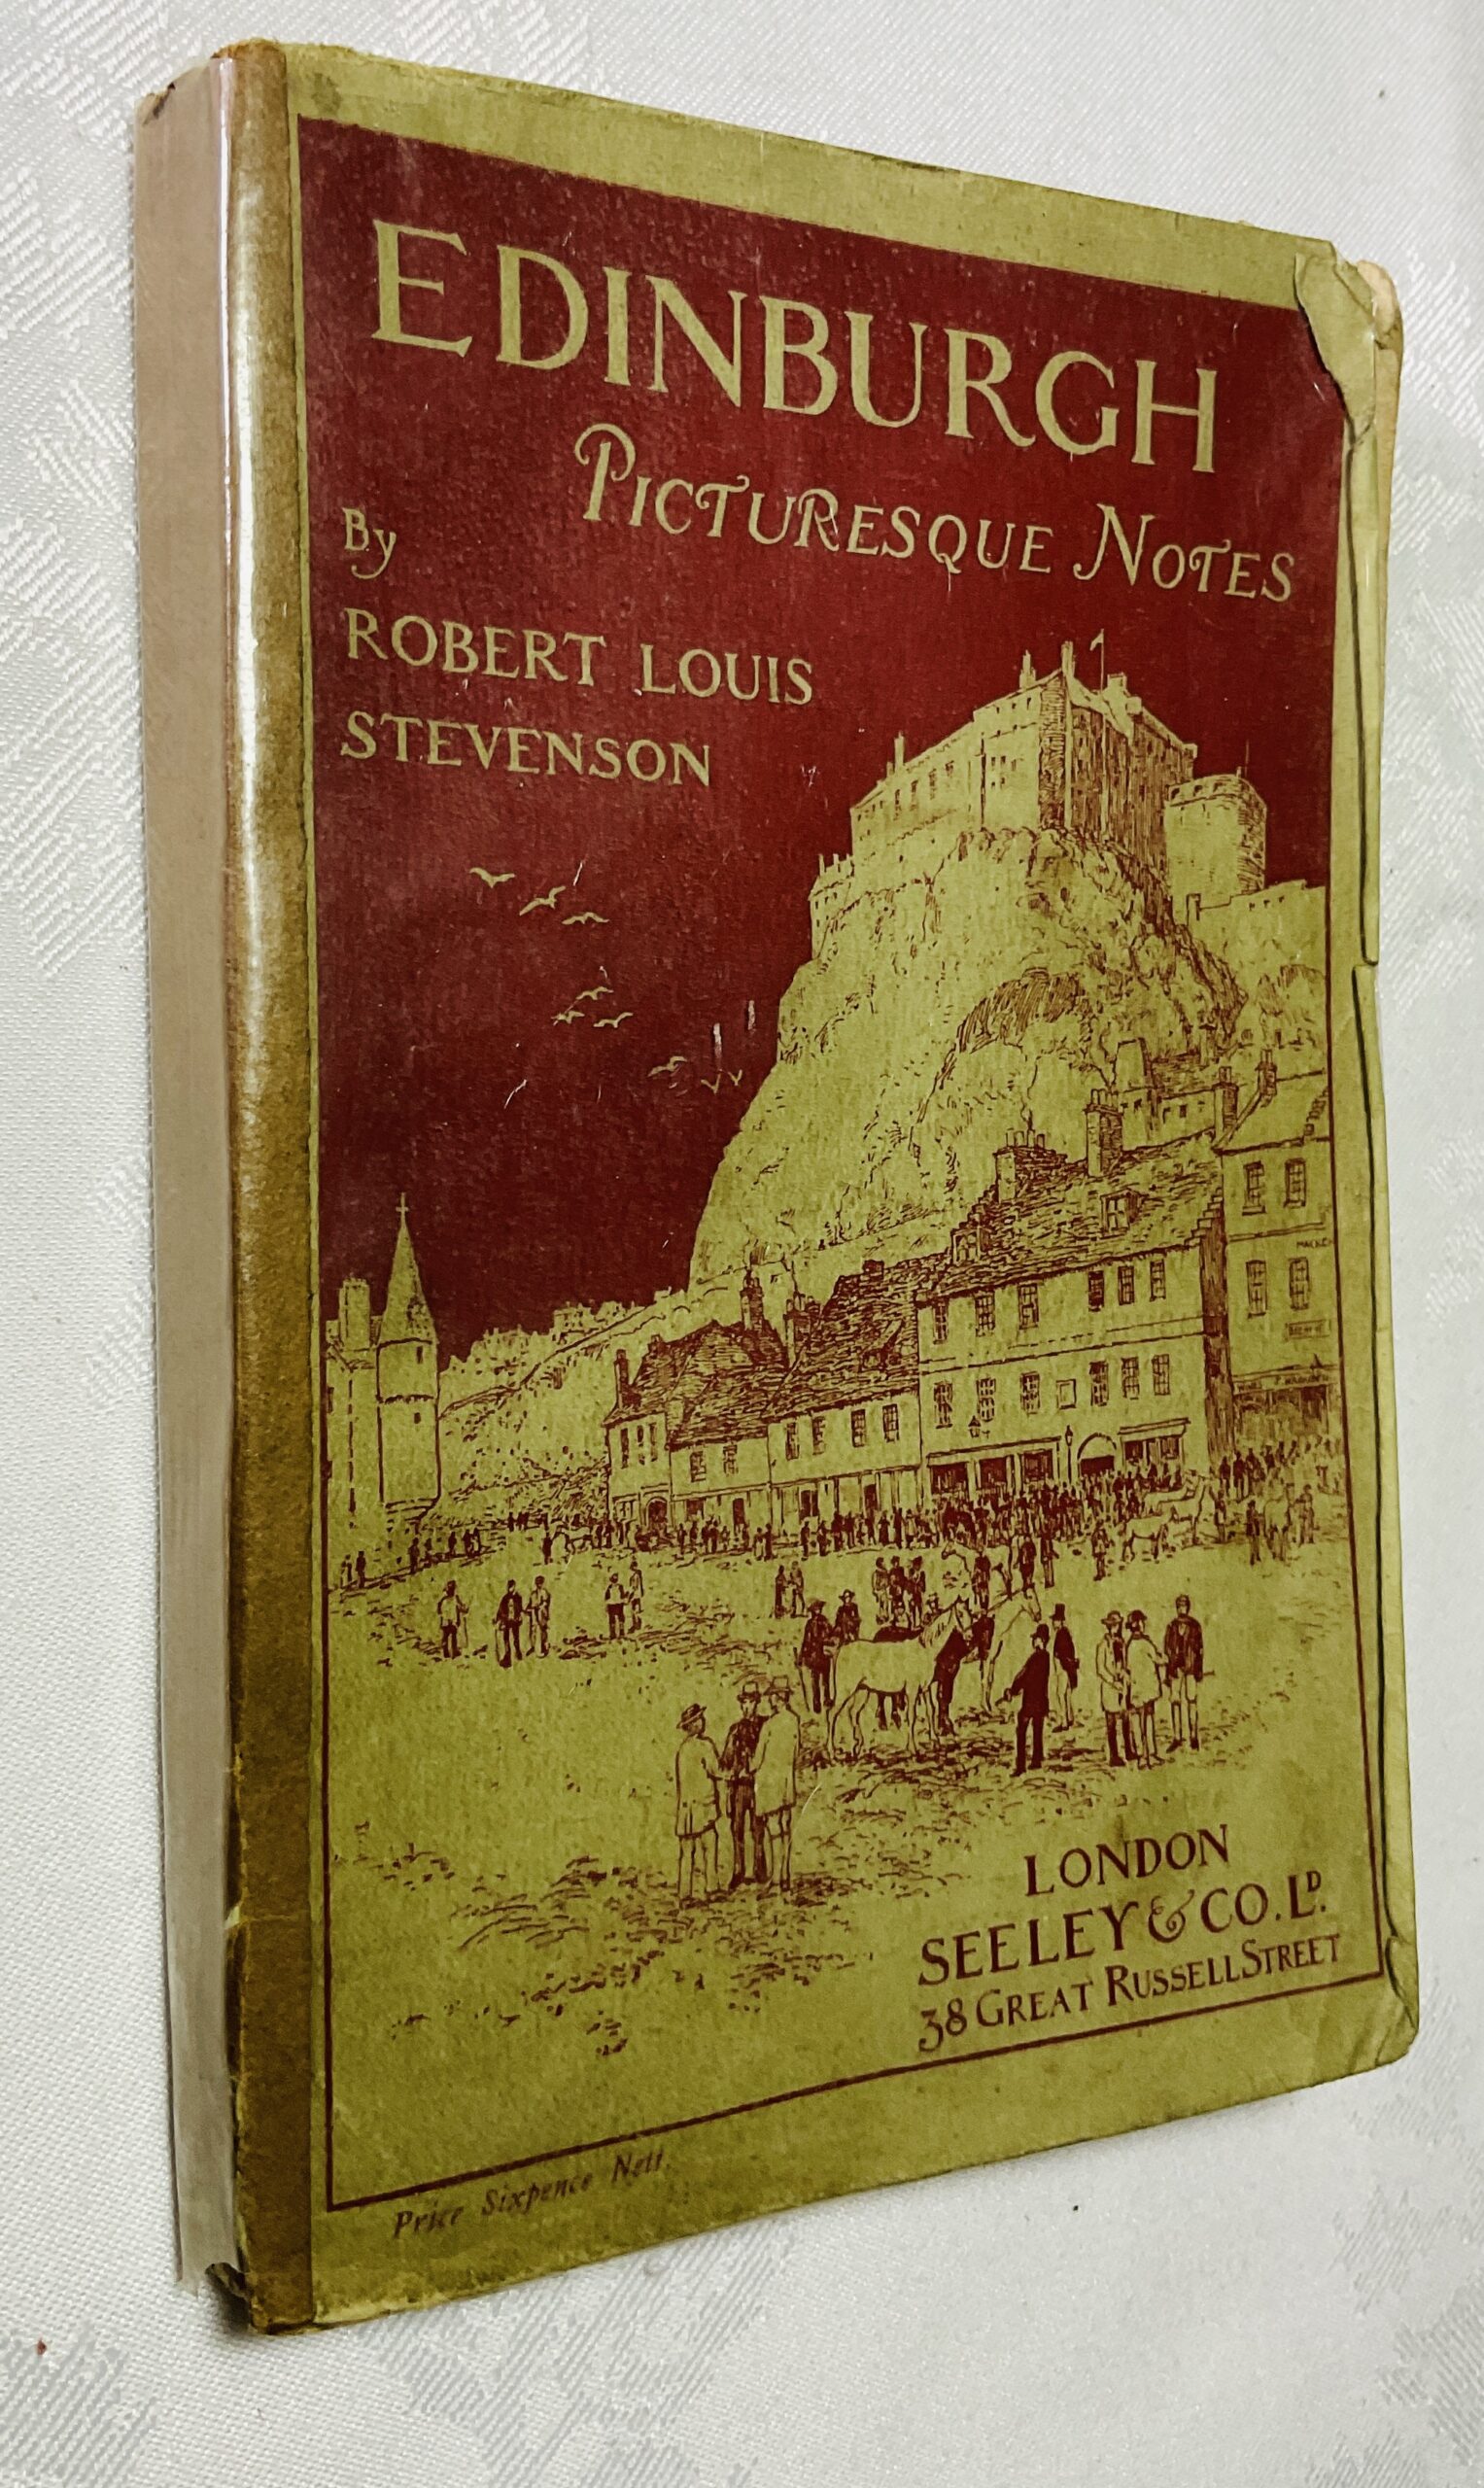 EDINBURGH
PICTURESQUE NOTES
By
ROBERT LOUIS
STEVENSON
LONDON
SEELEY & CO. LD.
38 GREAT RUSSELL STREET
Price Sixpence Nett.